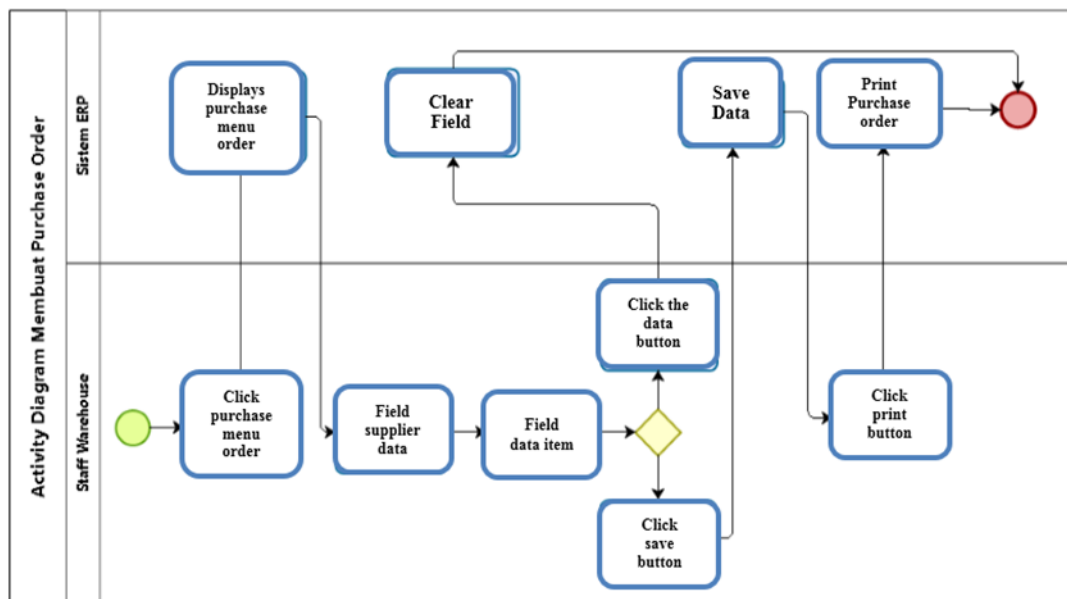 Activity Diagram Membuat Purchase Order
Sistem ERP
Displays
purchase
menu
order
Clear
Field
Save
Data
Print
Purchase
order
Staff Warehouse
Click
purchase
menu
order
Field
supplier
data
Field
data item
Click the
data
button
Click
save
button
Click
print
button